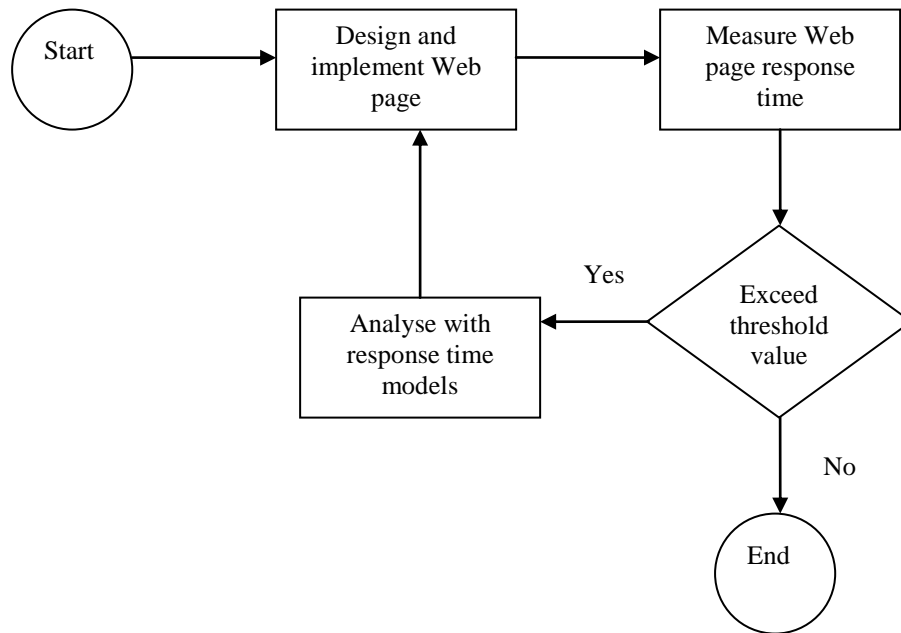 Start
Design and
implement Web
page
Measure Web
page response
time
Exceed
threshold
value
Yes
Analyse with
response time
models
No
End